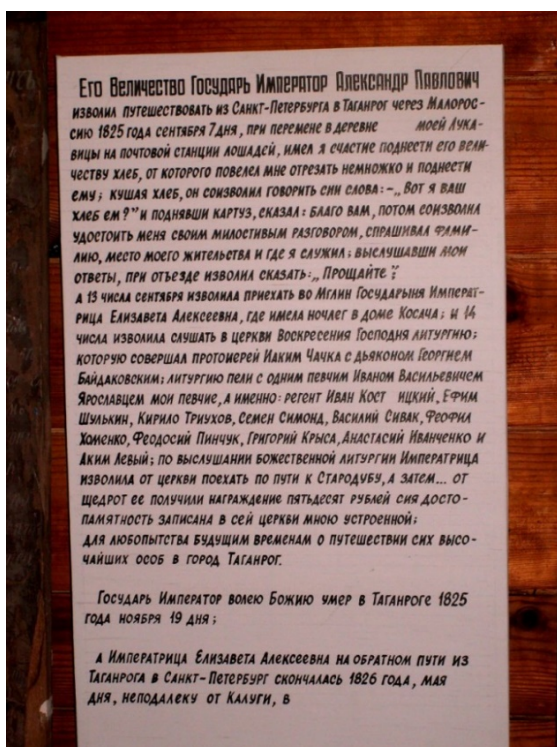 Его Величество Государь Император Александр Павлович
изволил путешествовать из Санкт-Петербурга в Таганрог через Малорос-
сию 1825 года сентября 7 дня, при перемене в деревне моей Лука-
вицы на почтовой станции лошадей, имел я счастие поднести его вели-
честву хлеб, от которого повелел мне отрезать немножко и поднести
ему; кушая хлеб, он соизволил говорить сии слова: -„Вот я ваш
хлеб ем?" и поднявши картуз, сказал: благо вам, потом соизволил
удостоить меня своим милостивым разговором, спрашивал фами-
лию, место моего жительства и где я служил; выслушавши мои
ответы, при отъезде изволил сказать: „Прощайте";
а 13 числа сентября изволила приехать во Мглин Государыня Императ-
рица Елизавета Алексеевна, где имела ночлег в доме Косача; и 14
числа изволила слушать в церкви Воскресения Господня литургию;
которую совершал протоиерей Иаким Чачка с дьяконом Георгием
Байдаковским; литургию пели с одним певчим Иваном Васильевичем
Ярославцем мои певчие, а именно: регент Иван Кост ицкий, Ефим
Шулькин, Кирило Триухов, Семен Симонд, Василий Сивак, Феофил
Хоменко, Феодосий Пинчук, Григорий Крыса, Анастасий Иванченко и
Аким Левый; по выслушании божественной литургии Императрица
изволила от церкви поехать по пути к Стародубу, а затем... от
щедрот ее получили награждение пятьдесят рублей сия досто-
памятность записана в сей церкви мною устроенной;
для любопытства будущим временам о путешествии сих высо-
чайших особ в город Таганрог.
Государь Император волею Божию умер в Таганроге 1825
года ноября 19 дня;
а Императрица Елизавета Алексеевна на обратном пути из
Таганрога в Санкт-Петербург скончалась 1826 года, мая
дня, неподалеку от Калуги, в